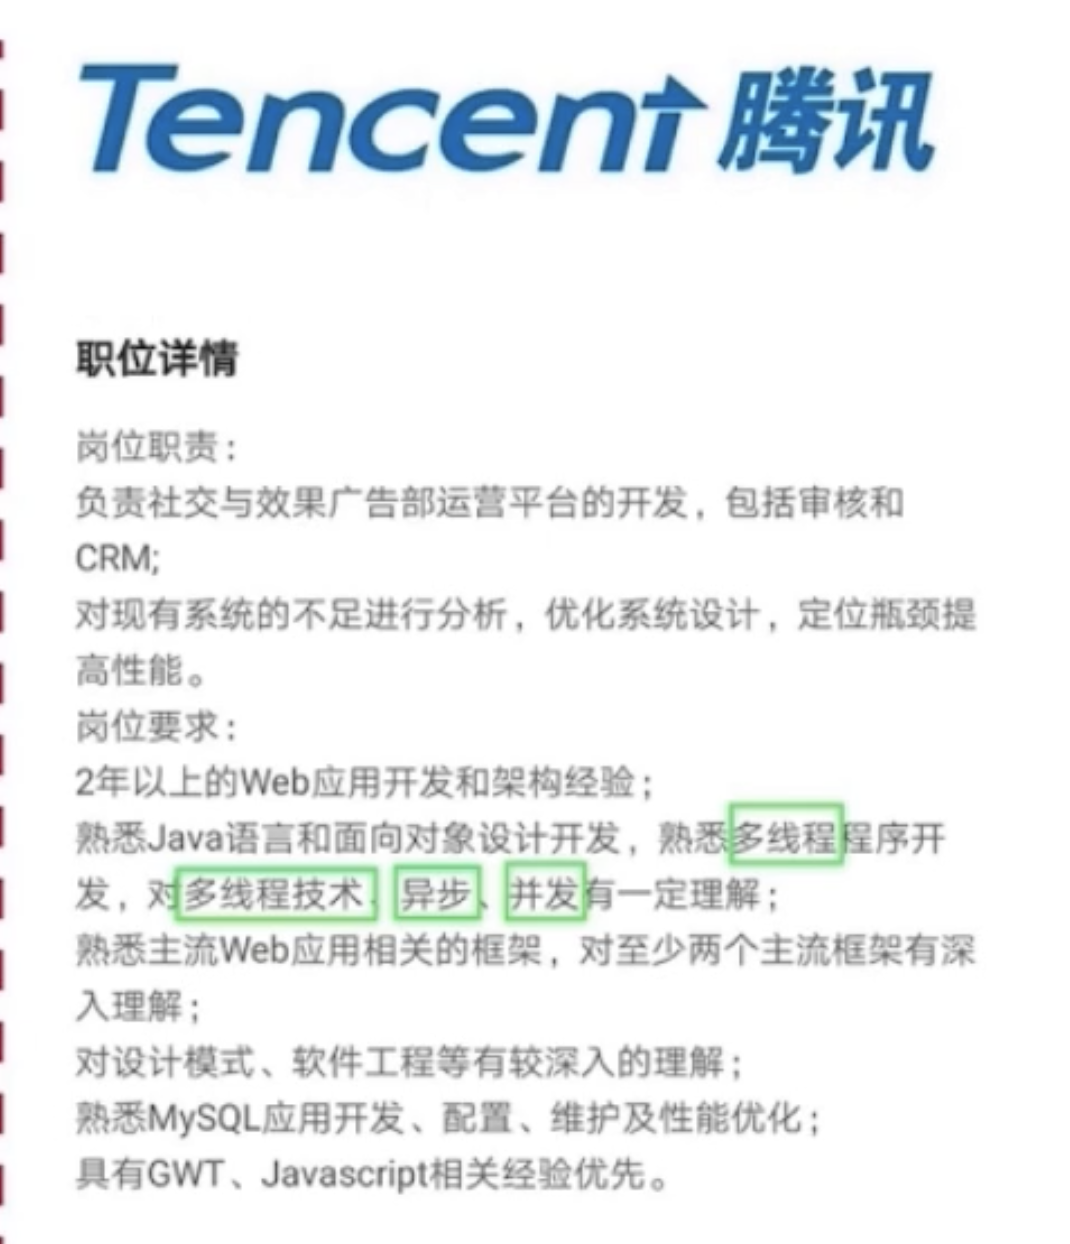 Tencent 腾讯
职位详情
岗位职责：
负责社交与效果广告部运营平台的开发，包括审核和
CRM;
对现有系统的不足进行分析，优化系统设计，定位瓶颈提
高性能。
岗位要求：
2年以上的Web应用开发和架构经验；
熟悉Java语言和面向对象设计开发，熟悉多线程程序开
发，对多线程技术、异步、并发有一定理解；
熟悉主流Web应用相关的框架，对至少两个主流框架有深
入理解；
对设计模式、软件工程等有较深入的理解；
熟悉MySQL应用开发、配置、维护及性能优化；
具有GWT、Javascript相关经验优先。